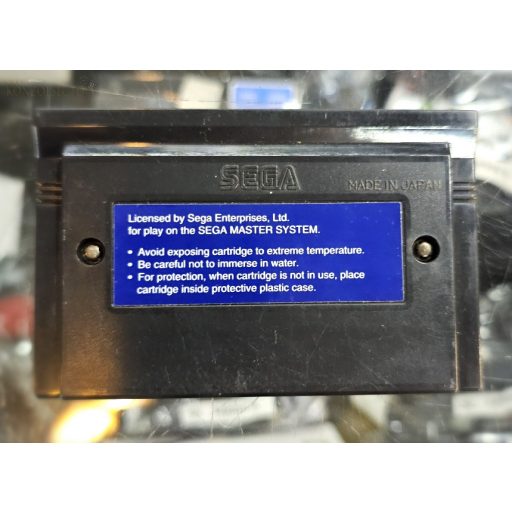 SEGA
MADE IN JAPAN
Licensed by Sega Enterprises, Ltd.
for play on the SEGA MASTER SYSTEM.
• Avoid exposing cartridge to extreme temperature.
• Be careful not to immerse in water.
• For protection, when cartridge is not in use, place
cartridge inside protective plastic case.